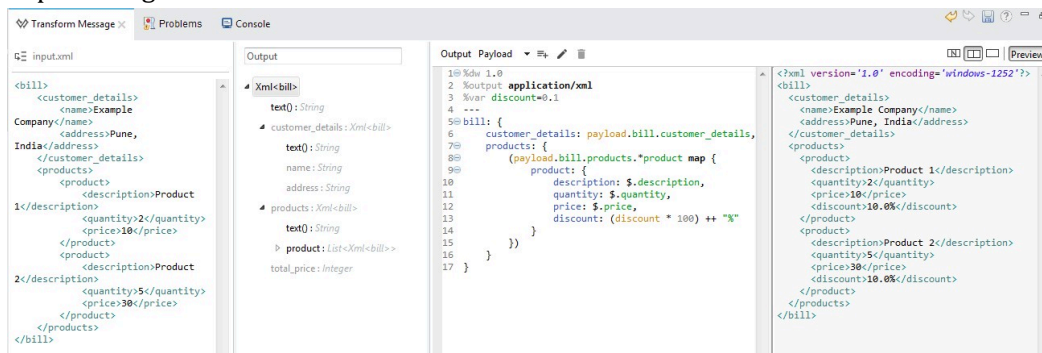 Transform Message
Problems
Console
input.xml
<bill>
<customer_details>
<name>Example
Company</name>
<address>Pune,
India</address>
</customer_details>
<products>
<product>
<description>Product
1</description>
<quantity>2</quantity>
<price>10</price>
</product>
<product>
<description>Product
2</description>
<quantity>5</quantity>
<price>30</price>
</product>
</products>
</bill>
Output
Xml<bill>
text() : String
customer_details : Xml<bill>
text() : String
name : String
address : String
products : Xml<bill>
text() : String
product : List<Xml<bill>>
total_price : Integer
Output Payload
Preview
1 %dw 1.0
2 %output application/xml
3 %var discount=0.1
4 ---
5 bill: {
6 customer_details: payload.bill.customer_details,
7 products: {
8 (payload.bill.products.*product map {
9 product: {
10 description: $.description,
11 quantity: $.quantity,
12 price: $.price,
13 discount: (discount * 100) ++ "%"
14 }
15 })
16 }
17 }
<?xml version='1.0' encoding='windows-1252'?>
<bill>
<customer_details>
<name>Example Company</name>
<address>Pune, India</address>
</customer_details>
<products>
<product>
<description>Product 1</description>
<quantity>2</quantity>
<price>10</price>
<discount>10.0%</discount>
</product>
<product>
<description>Product 2</description>
<quantity>5</quantity>
<price>30</price>
<discount>10.0%</discount>
</product>
</products>
</bill>